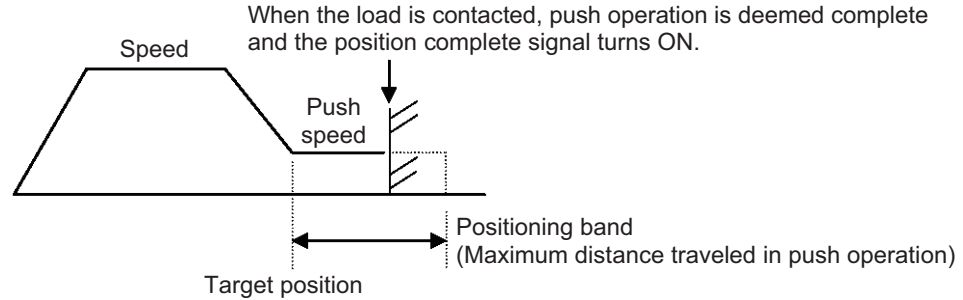 When the load is contacted, push operation is deemed complete
and the position complete signal turns ON.
Speed
Push
speed
Positioning band
(Maximum distance traveled in push operation)
Target position